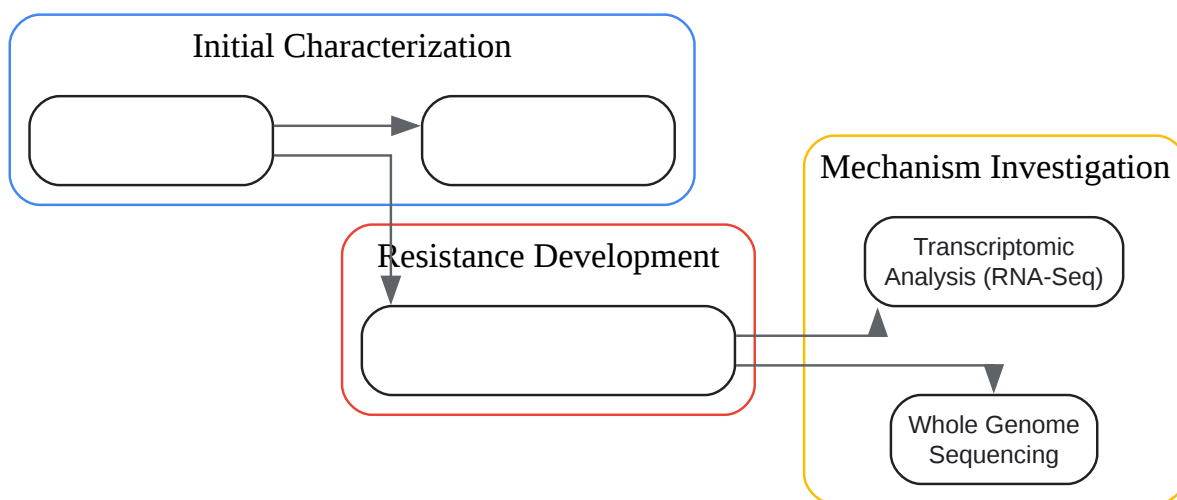 Initial Characterization
Resistance Development
Mechanism Investigation
Transcriptomic
Analysis (RNA-Seq)
Whole Genome
Sequencing